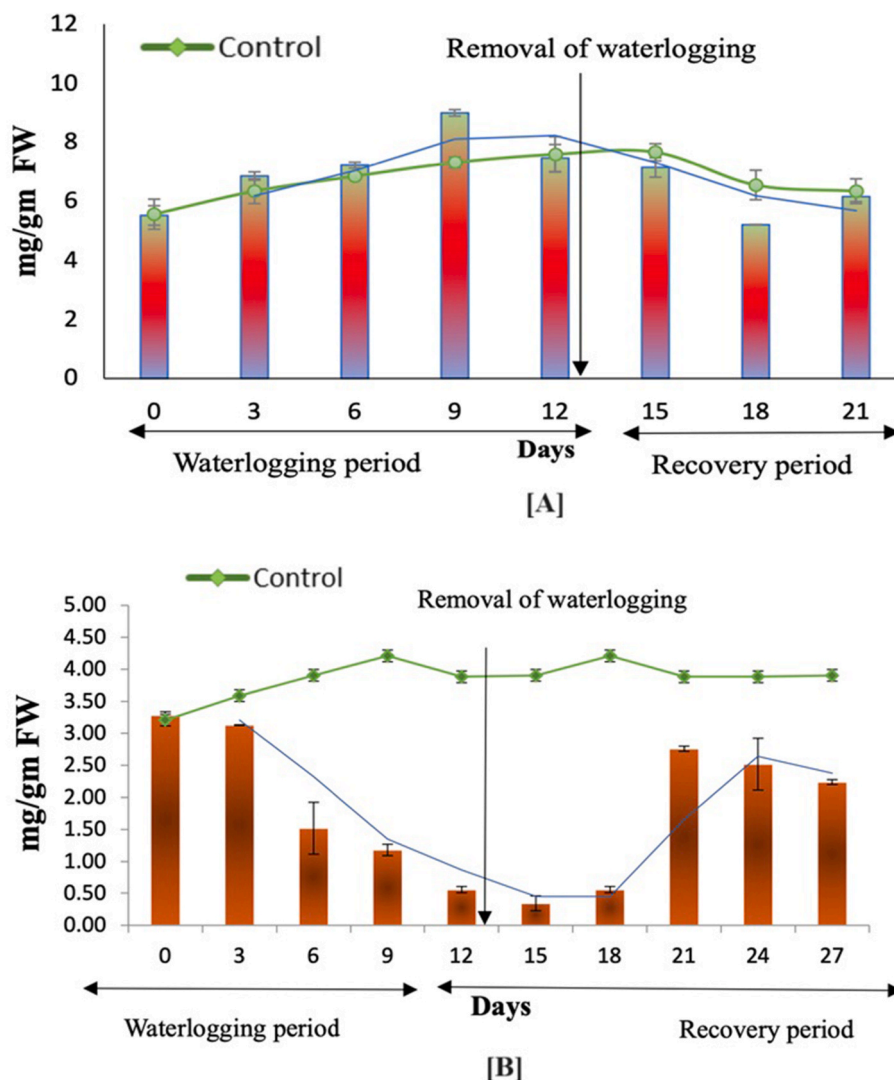 12
10
8
6
4
2
0
mg/gm FW
Control
Removal of waterlogging
0 3 6 9 12 15 18 21
Waterlogging period
Days
Recovery period
[A]
5.00
4.50
4.00
3.50
3.00
2.50
2.00
1.50
1.00
0.50
0.00
mg/gm FW
Control
Removal of waterlogging
0 3 6 9 12 15 18 21 24 27
Days
Waterlogging period
Recovery period
[B]